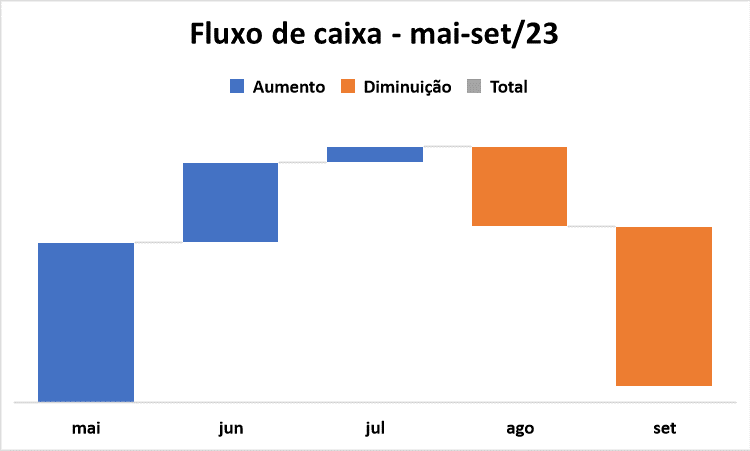 Fluxo de caixa - mai-set/23
Aumento Diminuição Total
mai jun jul ago set